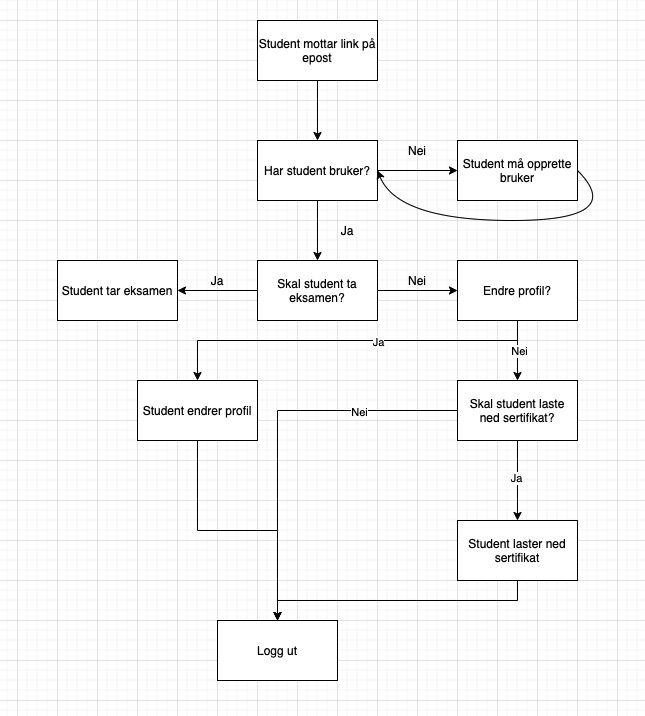 Student mottar link på
epost
Har student bruker?
Nei
Student må opprette
bruker
Ja
Student tar eksamen
Ja
Skal student ta
eksamen?
Nei
Endre profil?
Ja
Nei
Student endrer profil
Nei
Skal student laste
ned sertifikat?
Ja
Student laster ned
sertifikat
Logg ut